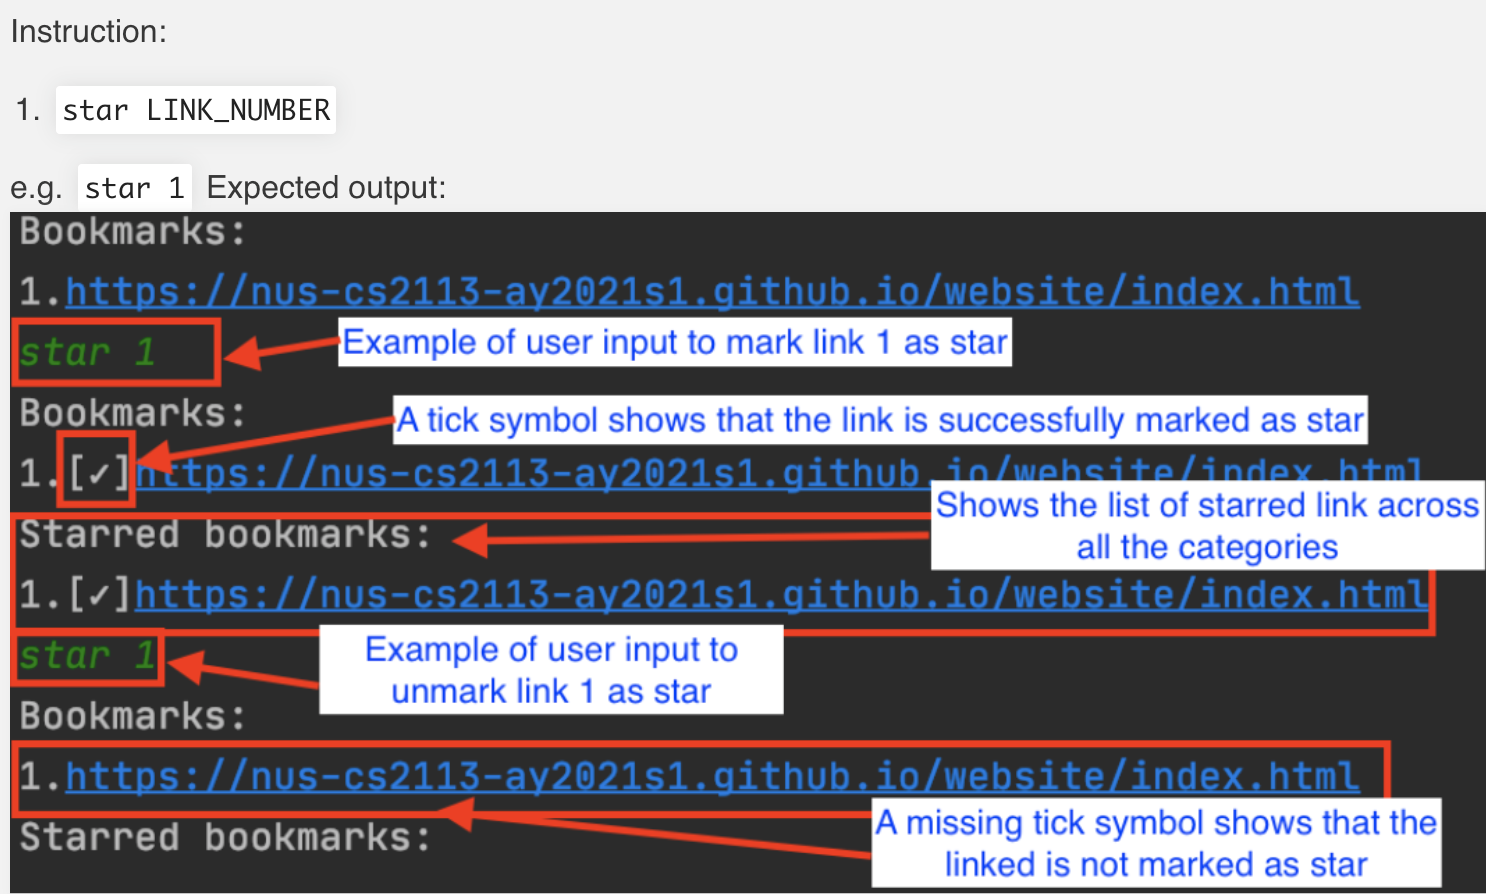 Instruction:
1. star LINK_NUMBER
e.g. star 1 Expected output:
Bookmarks:
1.https://nus-cs2113-ay2021s1.github.io/website/index.html
star 1
Example of user input to mark link 1 as star
Bookmarks:
A tick symbol shows that the link is successfully marked as star
1.[✓]https://nus-cs2113-ay2021s1.github.io/website/index.html
Shows the list of starred link across
all the categories
Starred bookmarks:
1.[✓]https://nus-cs2113-ay2021s1.github.io/website/index.html
star 1
Example of user input to
unmark link 1 as star
Bookmarks:
1.https://nus-cs2113-ay2021s1.github.io/website/index.html
A missing tick symbol shows that the
linked is not marked as star
Starred bookmarks: